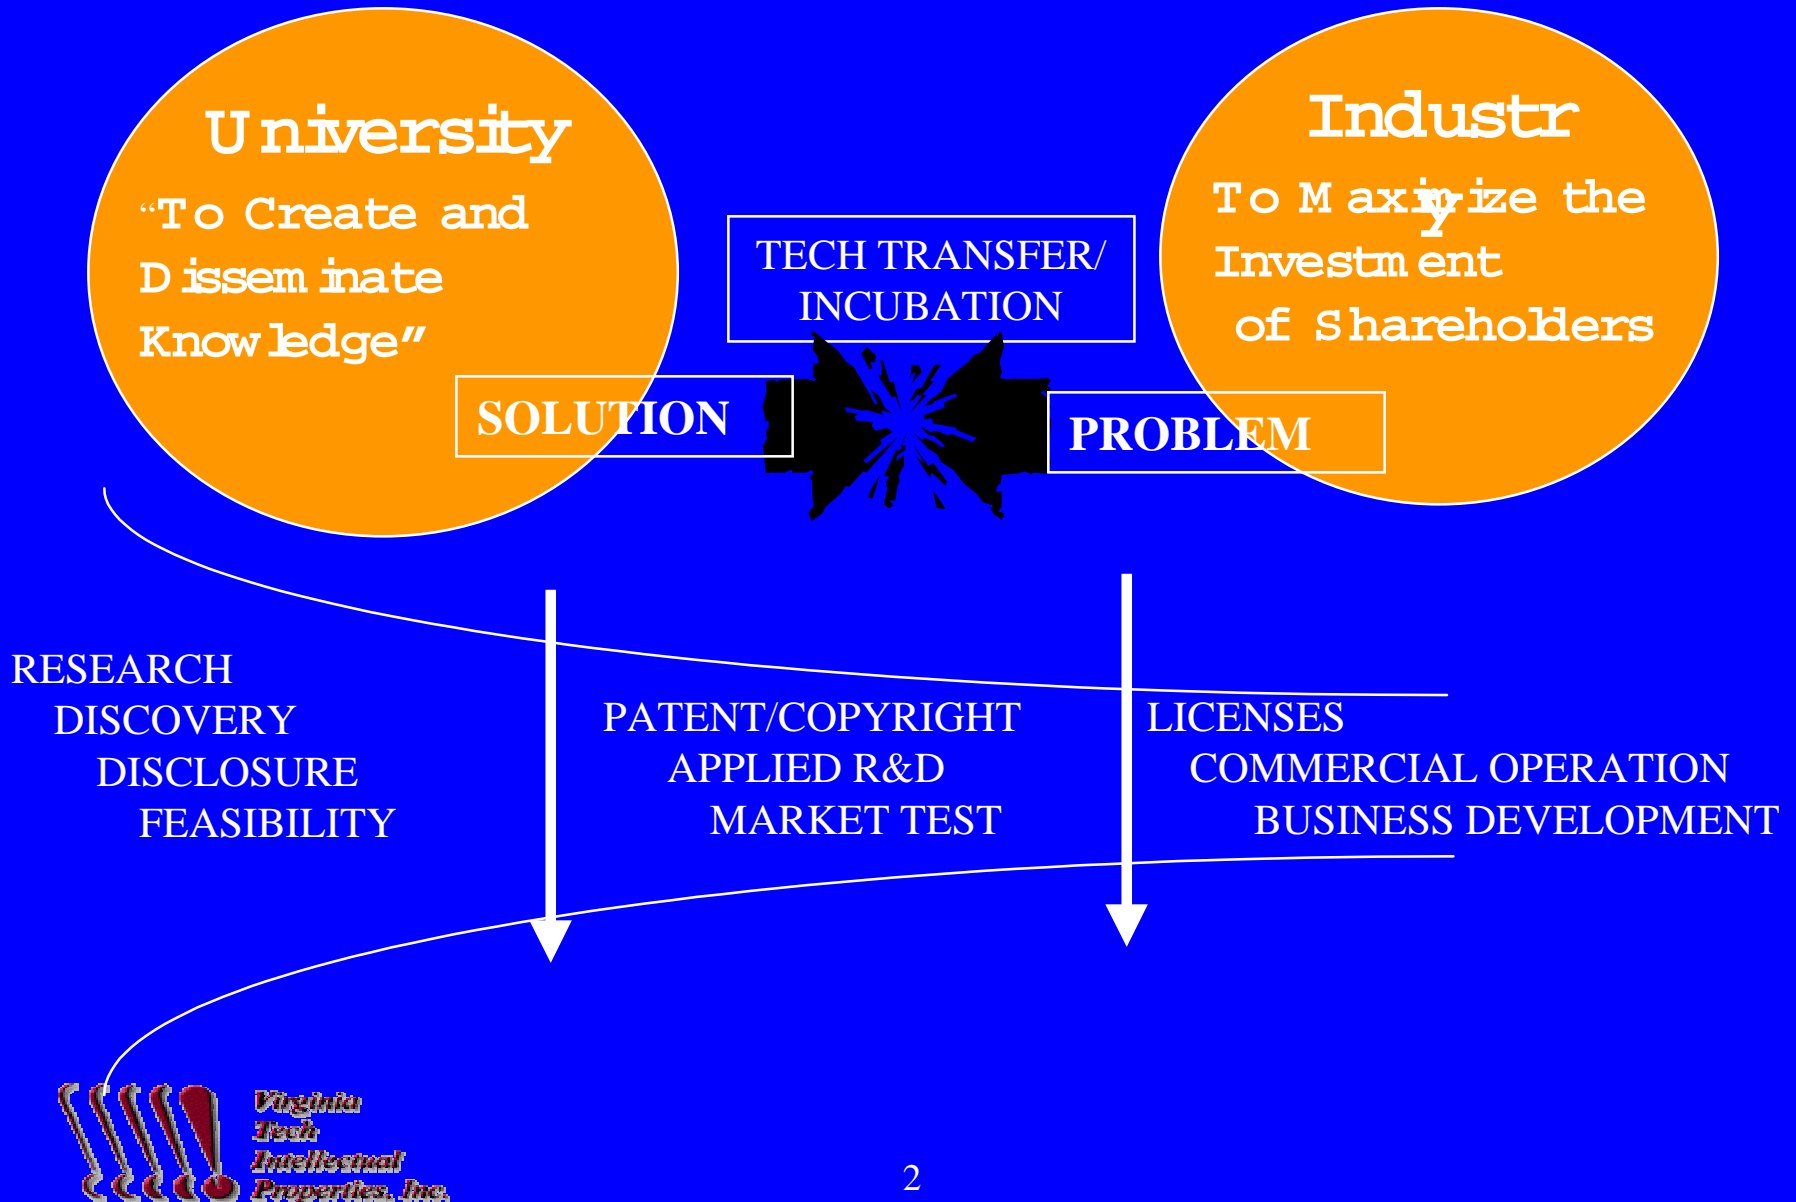 University
“To Create and
Disseminate
Knowledge”
TECH TRANSFER/
INCUBATION
Industry
To Maximize the
Investment
of Shareholders
SOLUTION
PROBLEM
RESEARCH
DISCOVERY
DISCLOSURE
FEASIBILITY
PATENT/COPYRIGHT
APPLIED R&D
MARKET TEST
LICENSES
COMMERCIAL OPERATION
BUSINESS DEVELOPMENT
Virginia
Tech
Intellectual
Properties, Inc.
2